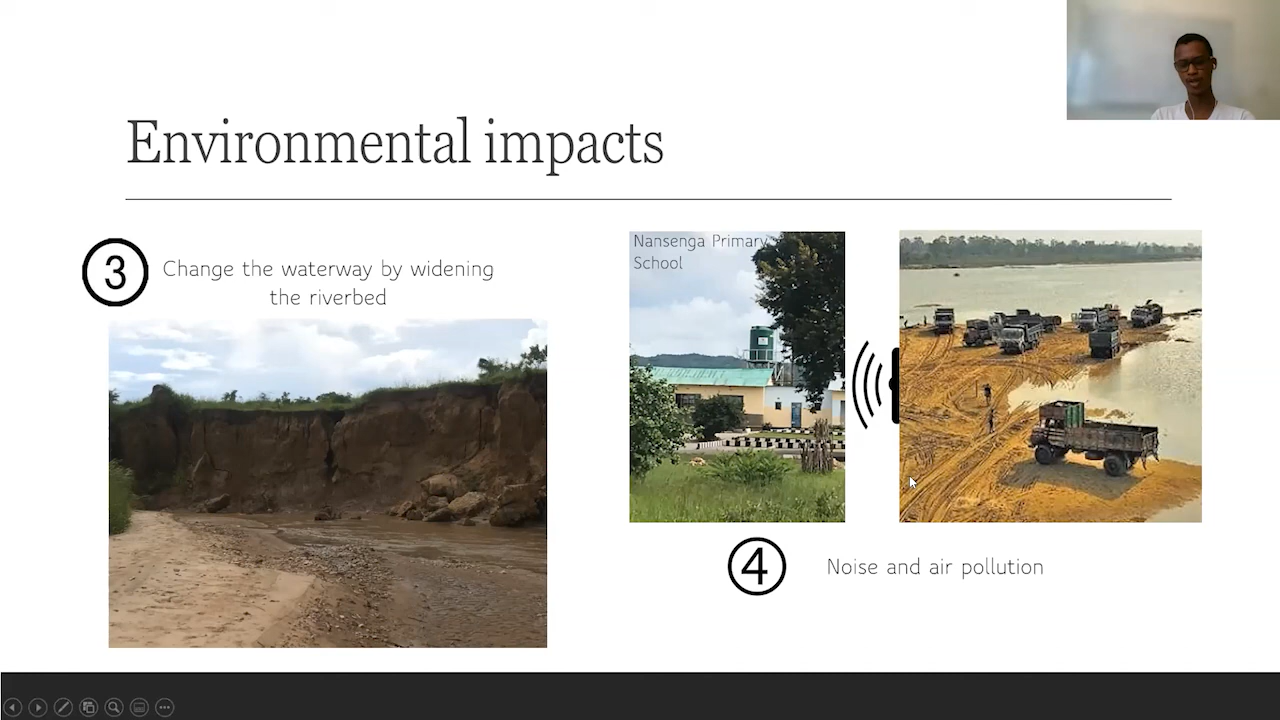 Environmental impacts
3
Change the waterway by widening
the riverbed
Nansenga Primary
School
4
Noise and air pollution